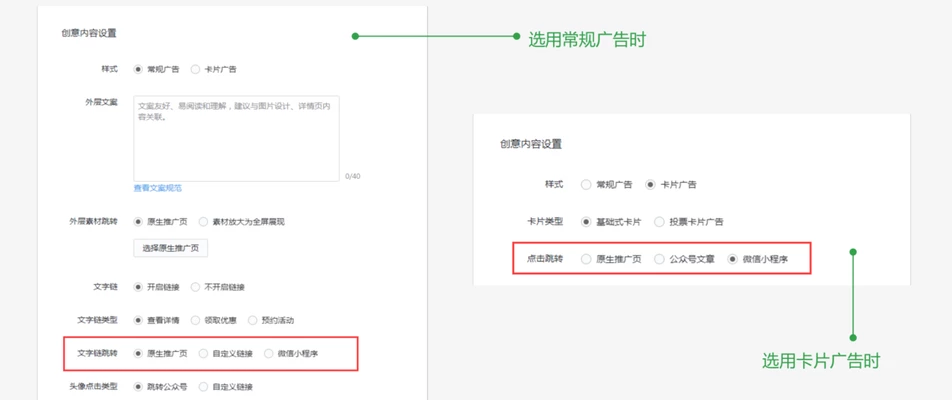 创意内容设置
样式 常规广告 卡片广告
外层文案 文案友好、易阅读和理解，建议与图片设计、详情页内
容关联。
0/40
查看文案规范
外层素材跳转 原生推广页 素材放大为全屏展现
选择原生推广页
文字链 开启链接 不开启链接
文字链类型 查看详情 领取优惠 预约活动
文字链跳转 原生推广页 自定义链接 微信小程序
头像点击类型 跳转公众号 自定义链接
选用常规广告时
创意内容设置
样式 常规广告 卡片广告
卡片类型 基础式卡片 投票卡片广告
点击跳转 原生推广页 公众号文章 微信小程序
选用卡片广告时